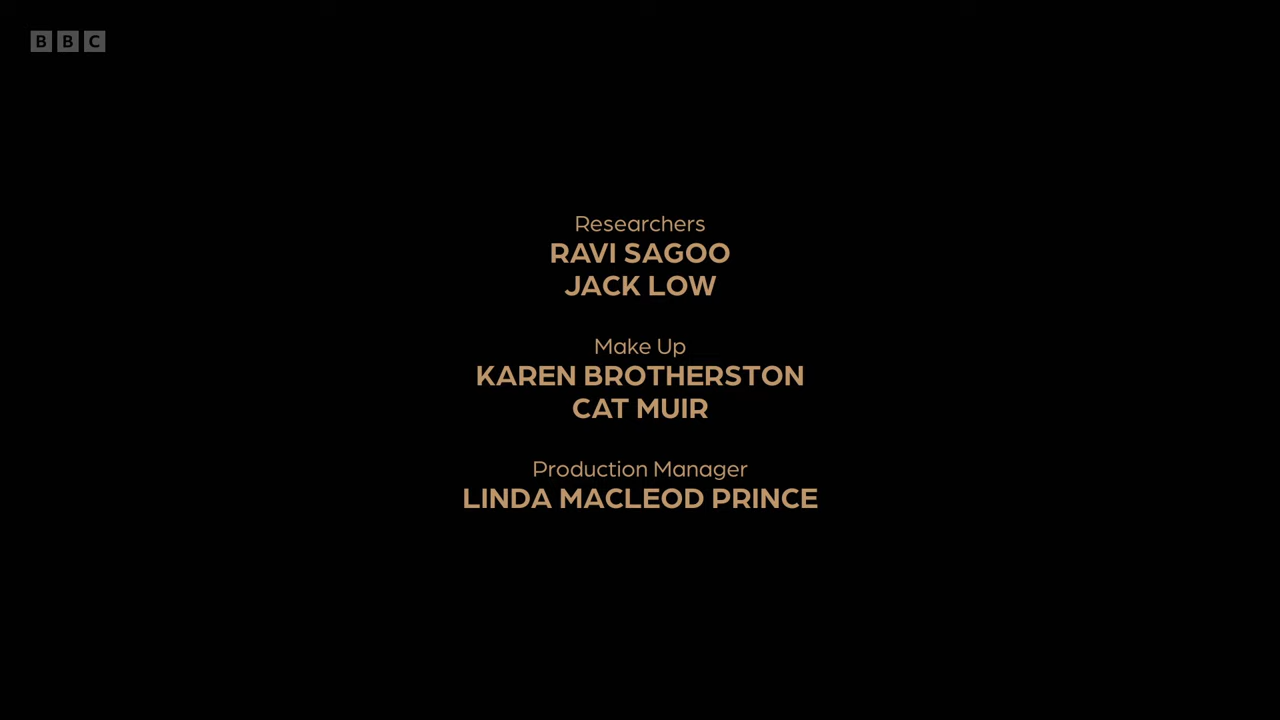 BBC
Researchers
RAVI SAGOO
JACK LOW
Make Up
KAREN BROTHERSTON
CAT MUIR
Production Manager
LINDA MACLEOD PRINCE